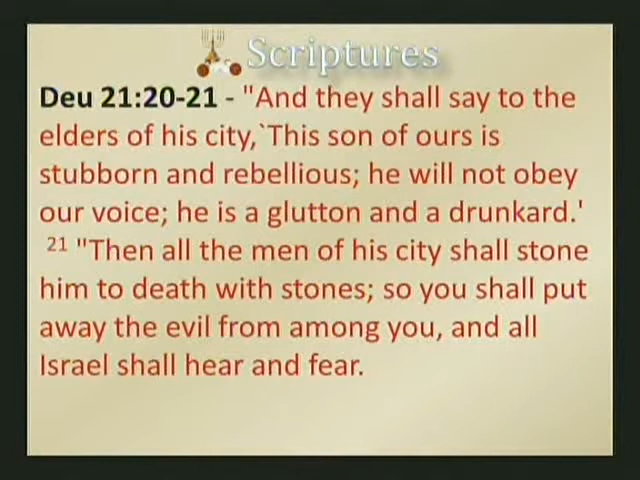 Scriptures
Deu 21:20-21 - "And they shall say to the
elders of his city,`This son of ours is
stubborn and rebellious; he will not obey
our voice; he is a glutton and a drunkard.'
21 "Then all the men of his city shall stone
him to death with stones; so you shall put
away the evil from among you, and all
Israel shall hear and fear.